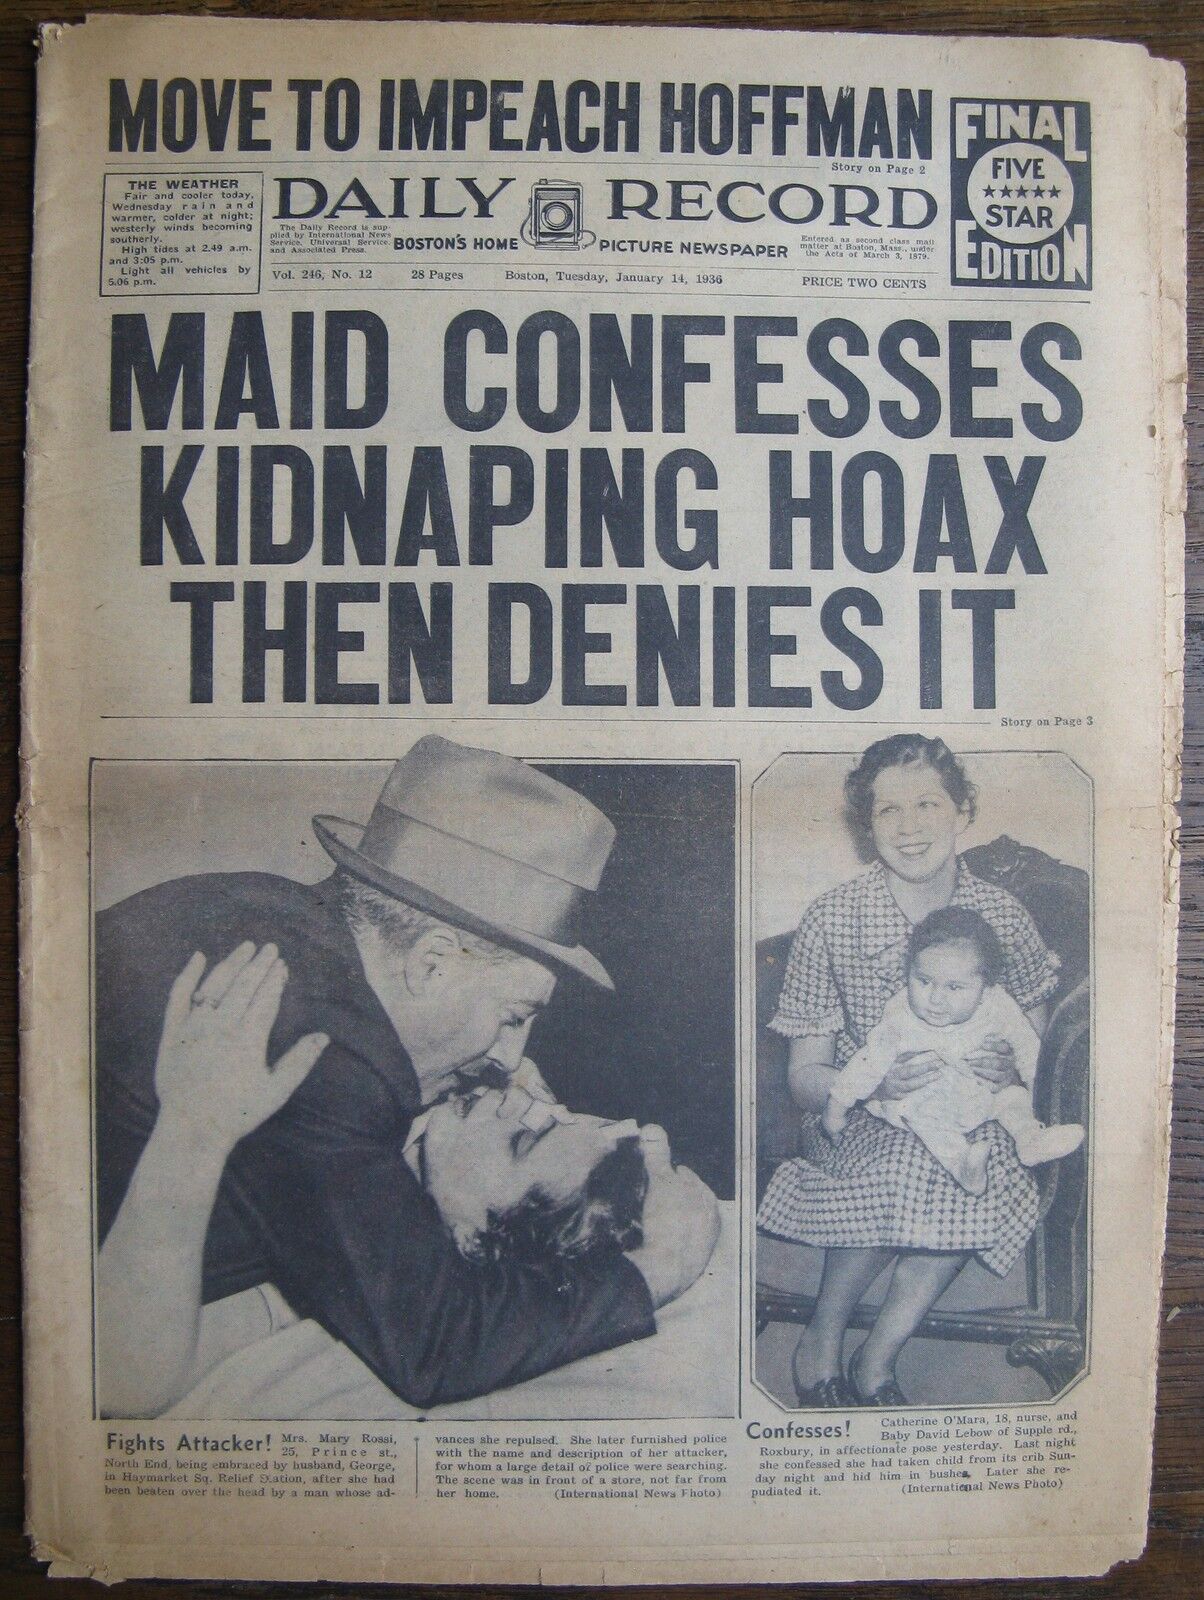 MOVE TO IMPEACH HOFFMAN
Story on Page 2
FINAL
FIVE
★★★★★
STAR
EDITION
THE WEATHER
Fair and cooler today,
Wednesday rain and
warmer, colder at night;
westerly winds becoming
southerly.
High tides at 2.49 a.m.
and 3:05 p.m.
Light all vehicles by
5.06 p.m.
DAILY RECORD
The Daily Record is sup-
plied by International News
Service, Universal Service,
and Associated Press.
BOSTON'S HOME PICTURE NEWSPAPER
Entered as second class mail
matter at Boston, Mass., under
the Acts of March 3, 1879.
Vol. 246, No. 12 28 Pages Boston, Tuesday, January 14, 1936 PRICE TWO CENTS
MAID CONFESSES
KIDNAPING HOAX
THEN DENIES IT
Story on Page 3
Fights Attacker! Mrs. Mary Rossi,
25, Prince st.,
North End, being embraced by husband, George,
in Haymarket Sq. Relief Station, after she had
been beaten over the head by a man whose ad-
vances she repulsed. She later furnished police
with the name and description of her attacker,
for whom a large detail of police were searching.
The scene was in front of a store, not far from
her home. (International News Photo)
Confesses! Catherine O'Mara, 18, nurse, and
Baby David Lebow of Supple rd.,
Roxbury, in affectionate pose yesterday. Last night
she confessed she had taken child from its crib Sun-
day night and hid him in bushes. Later she re-
pudiated it. (International News Photo)